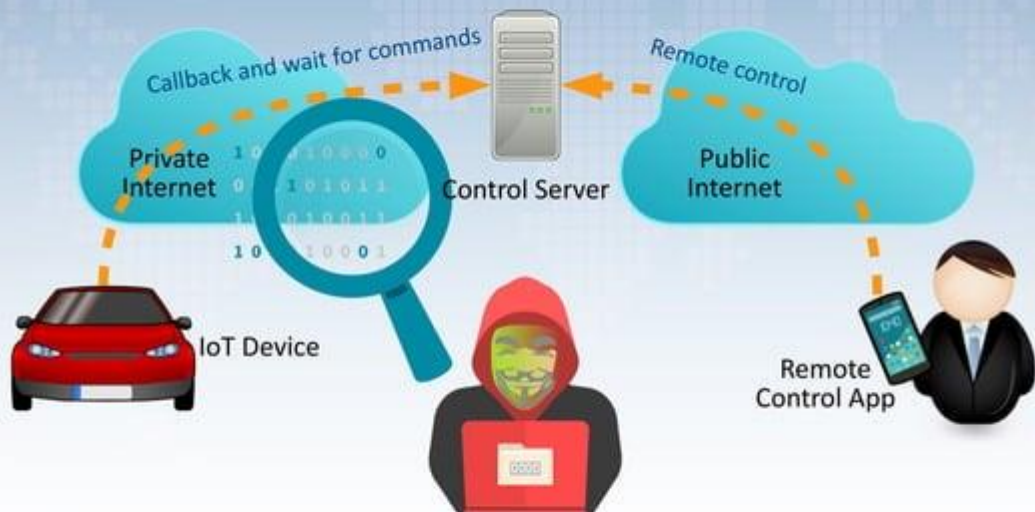 Callback and wait for commands
Remote control
Private
Internet
Public
Internet
Control Server
IoT Device
Remote
Control App